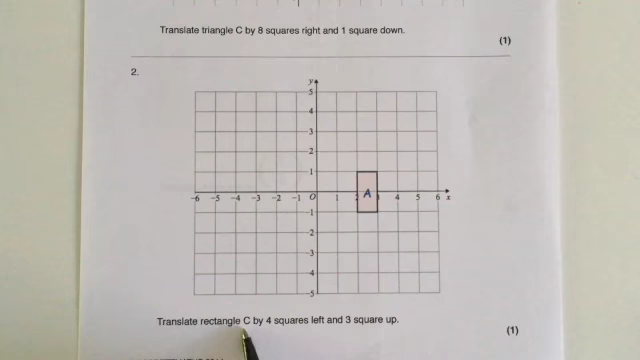 Translate triangle C by 8 squares right and 1 square down.
(1)
2.
y
5
4
3
2
1
-6 -5 -4 -3 -2 -1 O 1 2 3 4 5 6 x
A
-1
-2
-3
-4
-5
Translate rectangle C by 4 squares left and 3 square up.
(1)